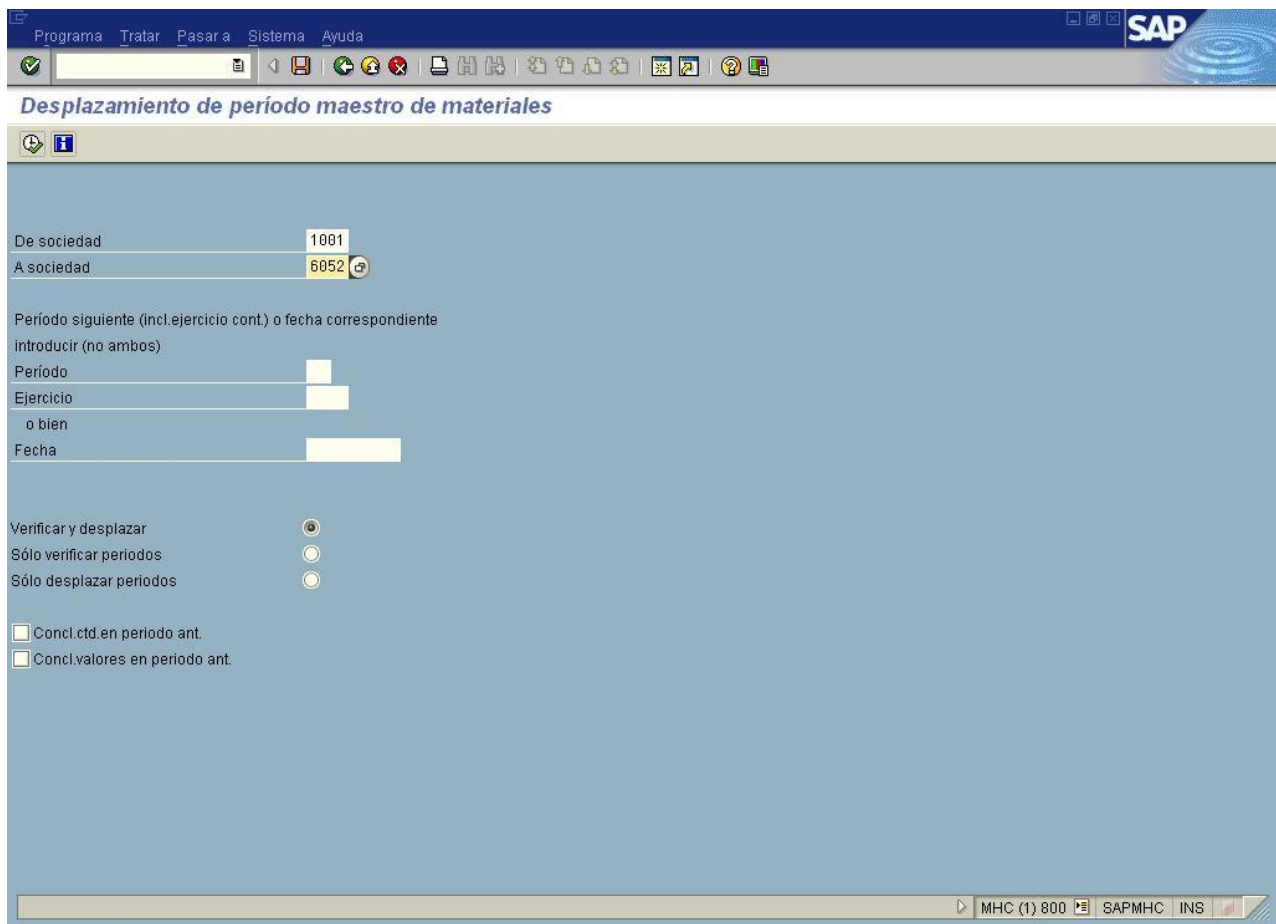 Programa Tratar Pasar a Sistema Ayuda
SAP
Desplazamiento de período maestro de materiales
De sociedad 1001
A sociedad 6052
Período siguiente (incl.ejercicio cont.) o fecha correspondiente
introducir (no ambos)
Período
Ejercicio
o bien
Fecha
Verificar y desplazar
Sólo verificar periodos
Sólo desplazar periodos
Concl.ctd.en periodo ant.
Concl.valores en periodo ant.
MHC (1) 800 SAPMHC INS